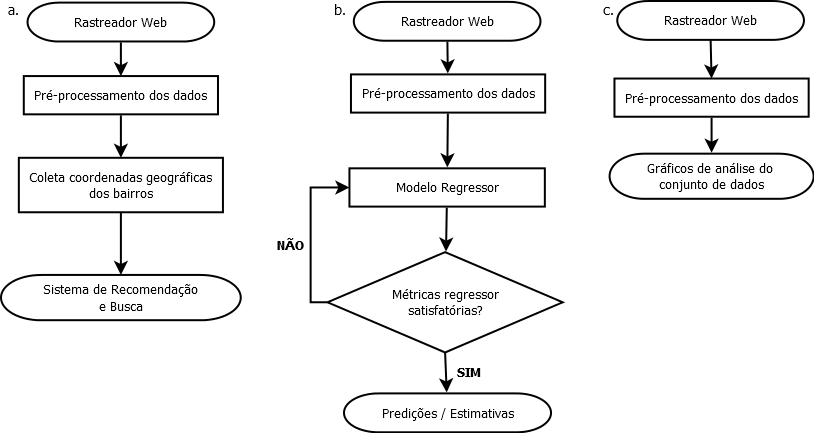 a.
Rastreador Web
Pré-processamento dos dados
Coleta coordenadas geográficas
dos bairros
Sistema de Recomendação
e Busca
b.
Rastreador Web
Pré-processamento dos dados
Modelo Regressor
NÃO
Métricas regressor
satisfatórias?
SIM
Predições / Estimativas
c.
Rastreador Web
Pré-processamento dos dados
Gráficos de análise do
conjunto de dados